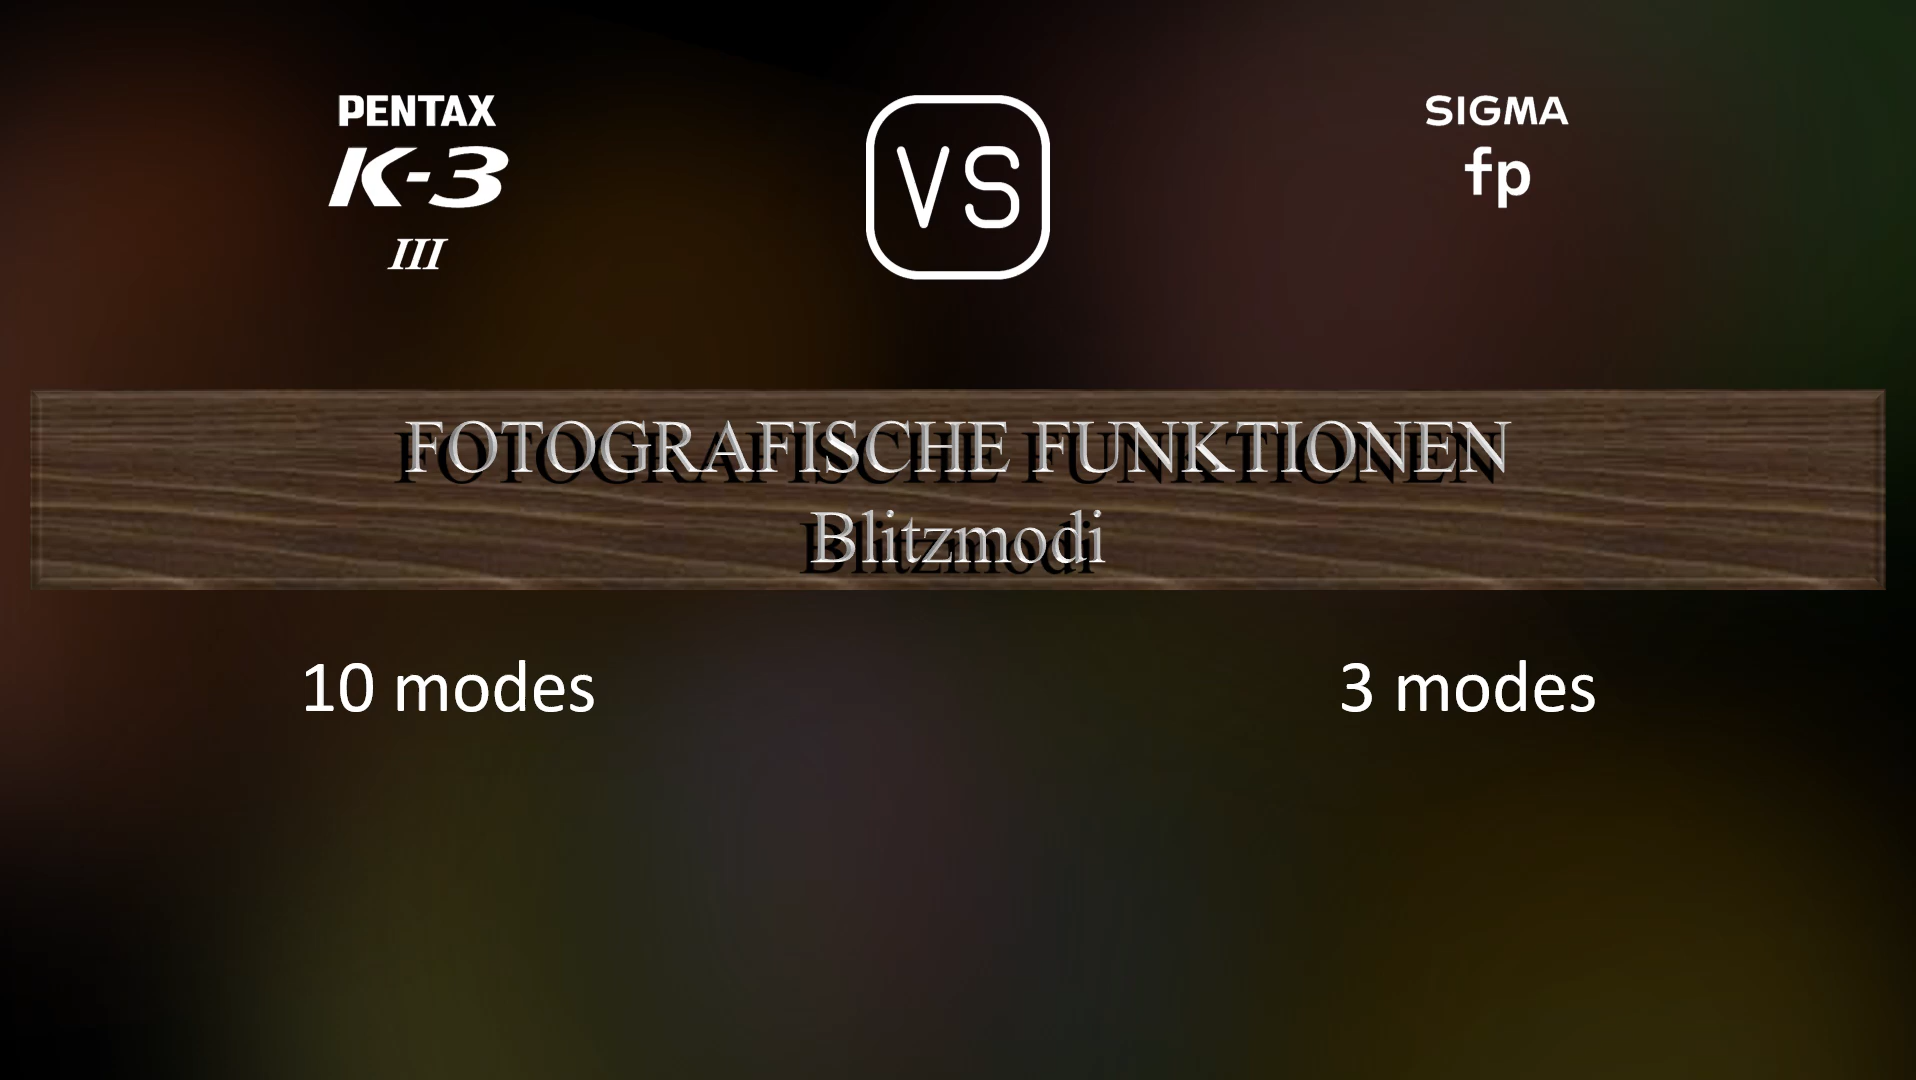 PENTAX
K-3
III
VS
SIGMA
fp
FOTOGRAFISCHE FUNKTIONEN
Blitzmodi
10 modes
3 modes